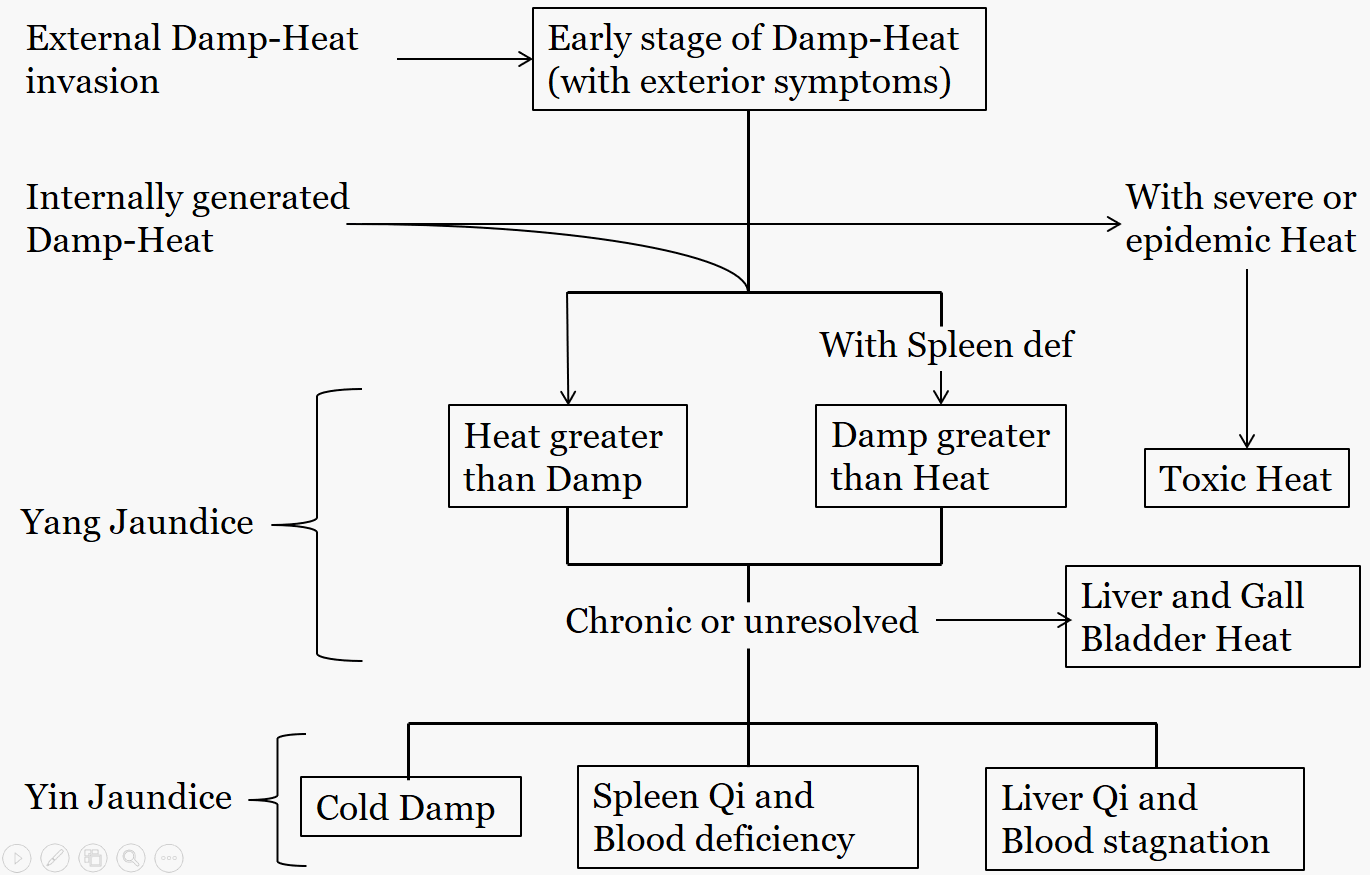 External Damp-Heat
invasion
Early stage of Damp-Heat
(with exterior symptoms)
Internally generated
Damp-Heat
With severe or
epidemic Heat
With Spleen def
Heat greater
than Damp
Damp greater
than Heat
Toxic Heat
Yang Jaundice
Chronic or unresolved
Liver and Gall
Bladder Heat
Yin Jaundice
Cold Damp
Spleen Qi and
Blood deficiency
Liver Qi and
Blood stagnation